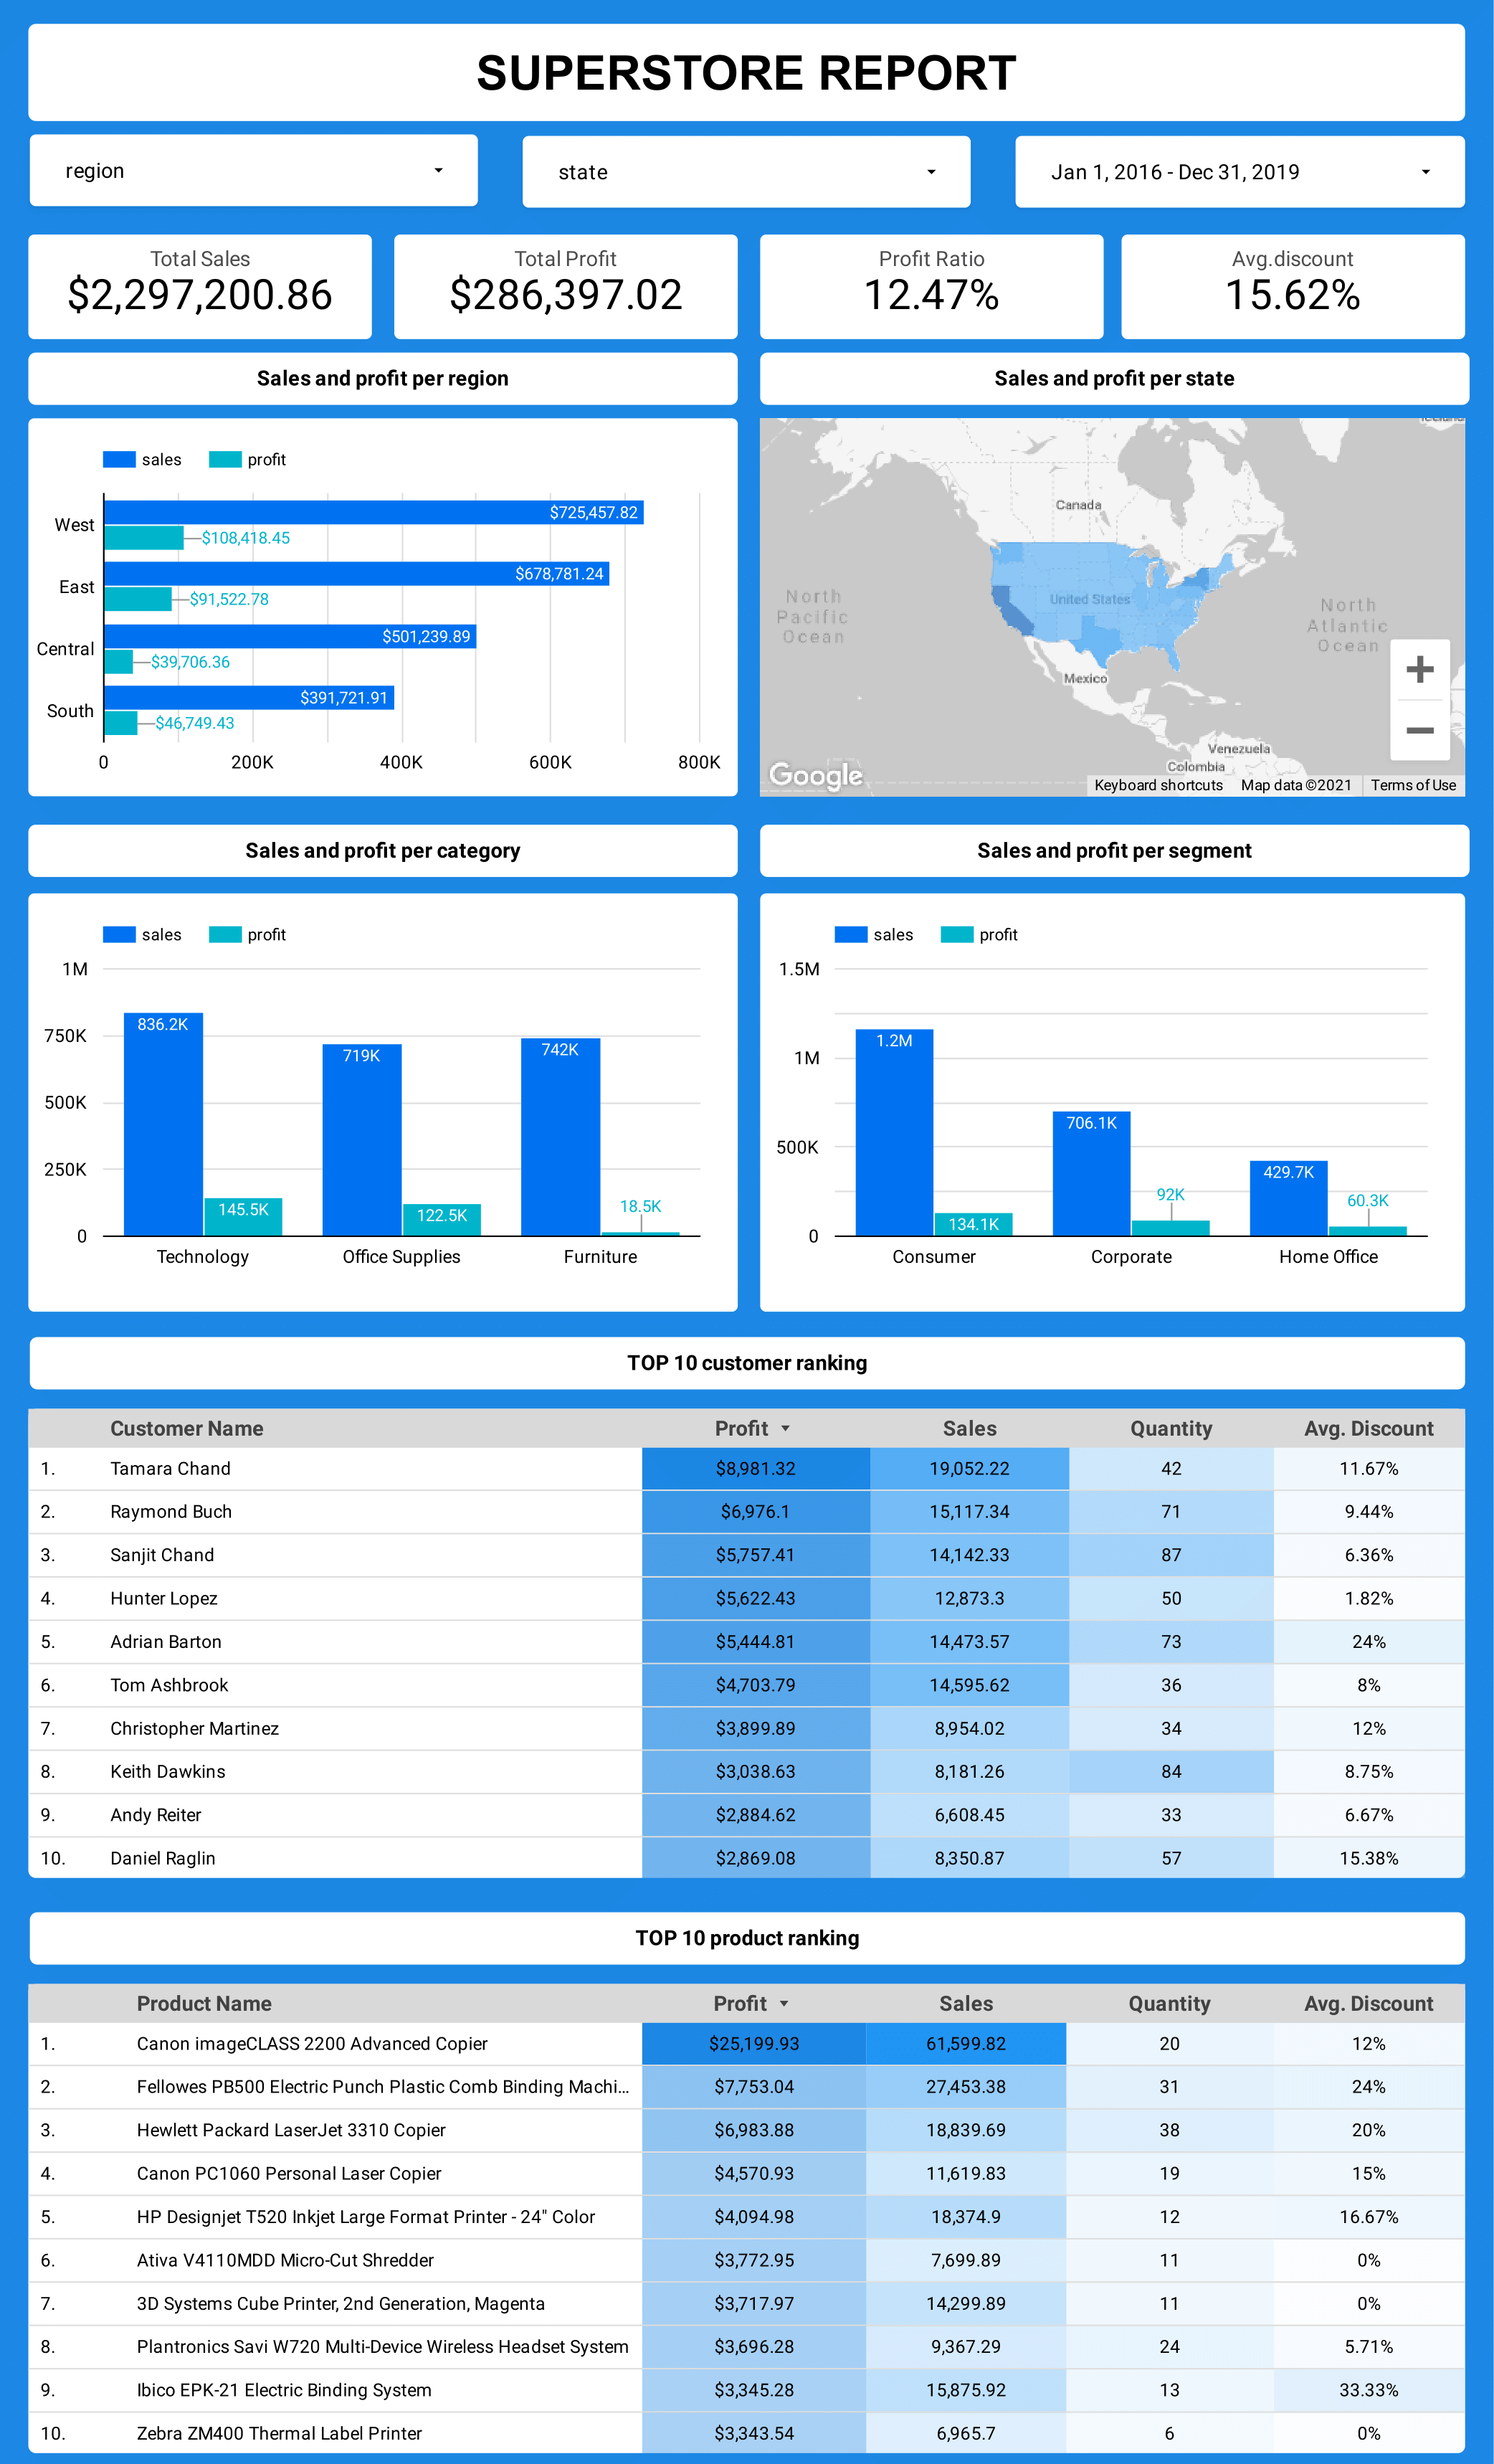 SUPERSTORE REPORT
region
state
Jan 1, 2016 - Dec 31, 2019
Total Sales
$2,297,200.86
Total Profit
$286,397.02
Profit Ratio
12.47%
Avg.discount
15.62%
Sales and profit per region
sales profit
West $725,457.82
$108,418.45
East $678,781.24
$91,522.78
Central $501,239.89
$39,706.36
South $391,721.91
$46,749.43
0 200K 400K 600K 800K
Sales and profit per state
Canada
United States
North
Pacific
Ocean
North
Atlantic
Ocean
Mexico
Venezuela
Colombia
+
−
Google
Keyboard shortcuts Map data ©2021 Terms of Use
Sales and profit per category
sales profit
1M
750K
500K
250K
0
836.2K 145.5K
719K 122.5K
742K 18.5K
Technology Office Supplies Furniture
Sales and profit per segment
sales profit
1.5M
1M
500K
0
1.2M 134.1K
706.1K 92K
429.7K 60.3K
Consumer Corporate Home Office
TOP 10 customer ranking
Customer Name Profit Sales Quantity Avg. Discount
1. Tamara Chand $8,981.32 19,052.22 42 11.67%
2. Raymond Buch $6,976.1 15,117.34 71 9.44%
3. Sanjit Chand $5,757.41 14,142.33 87 6.36%
4. Hunter Lopez $5,622.43 12,873.3 50 1.82%
5. Adrian Barton $5,444.81 14,473.57 73 24%
6. Tom Ashbrook $4,703.79 14,595.62 36 8%
7. Christopher Martinez $3,899.89 8,954.02 34 12%
8. Keith Dawkins $3,038.63 8,181.26 84 8.75%
9. Andy Reiter $2,884.62 6,608.45 33 6.67%
10. Daniel Raglin $2,869.08 8,350.87 57 15.38%
TOP 10 product ranking
Product Name Profit Sales Quantity Avg. Discount
1. Canon imageCLASS 2200 Advanced Copier $25,199.93 61,599.82 20 12%
2. Fellowes PB500 Electric Punch Plastic Comb Binding Machi... $7,753.04 27,453.38 31 24%
3. Hewlett Packard LaserJet 3310 Copier $6,983.88 18,839.69 38 20%
4. Canon PC1060 Personal Laser Copier $4,570.93 11,619.83 19 15%
5. HP Designjet T520 Inkjet Large Format Printer - 24" Color $4,094.98 18,374.9 12 16.67%
6. Ativa V4110MDD Micro-Cut Shredder $3,772.95 7,699.89 11 0%
7. 3D Systems Cube Printer, 2nd Generation, Magenta $3,717.97 14,299.89 11 0%
8. Plantronics Savi W720 Multi-Device Wireless Headset System $3,696.28 9,367.29 24 5.71%
9. Ibico EPK-21 Electric Binding System $3,345.28 15,875.92 13 33.33%
10. Zebra ZM400 Thermal Label Printer $3,343.54 6,965.7 6 0%